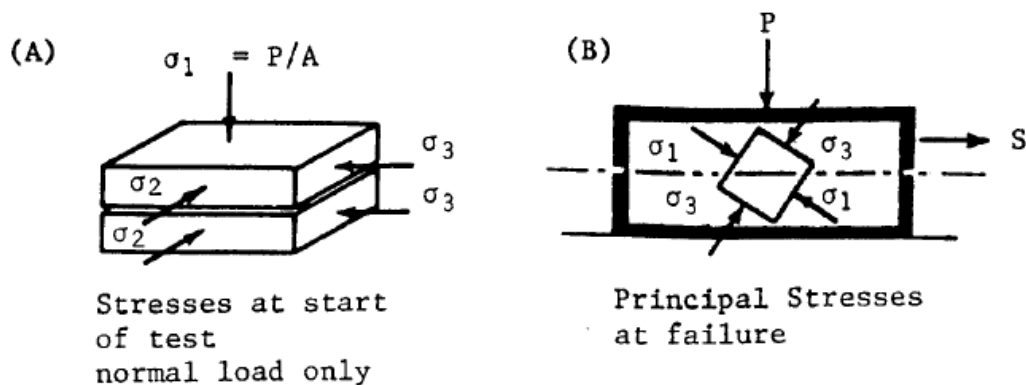 (A)
σ1 = P/A
σ3
σ3
σ2
σ2
Stresses at start
of test
normal load only
(B)
P
S
σ1
σ3
σ3
σ1
Principal Stresses
at failure